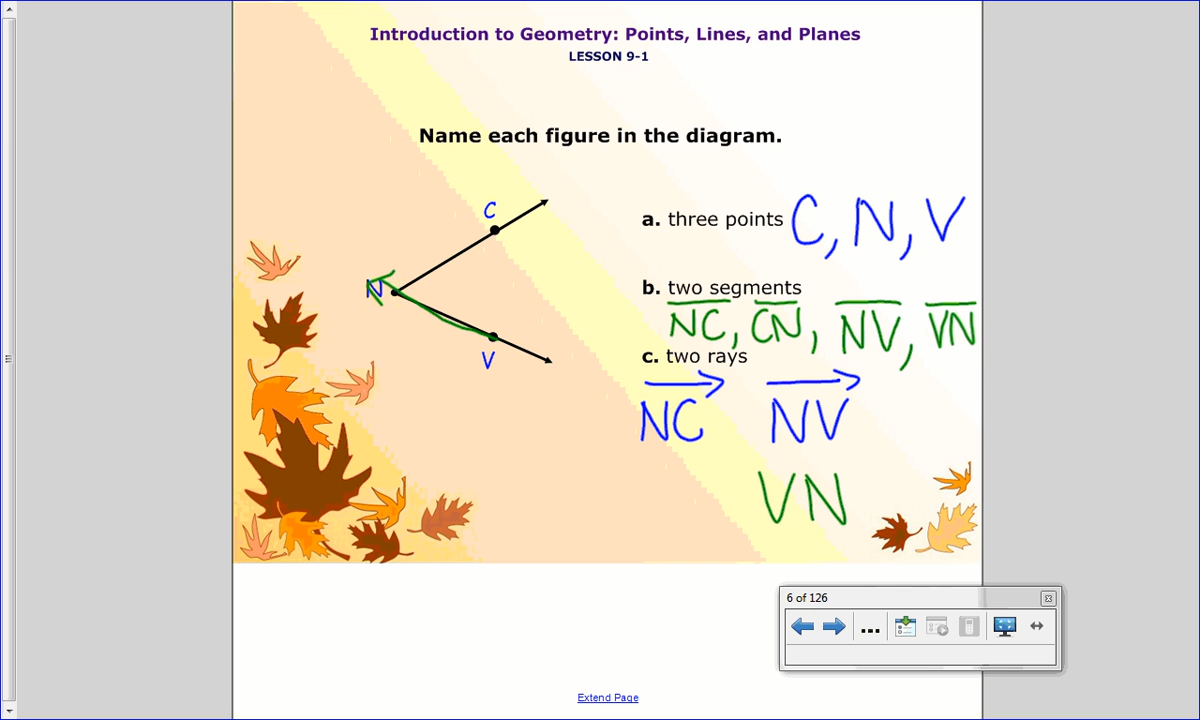 Introduction to Geometry: Points, Lines, and Planes
LESSON 9-1
Name each figure in the diagram.
C
N
V
a. three points C, N, V
b. two segments
NC, CN, NV, VN
c. two rays
NC NV
VN
6 of 126
...
Extend Page